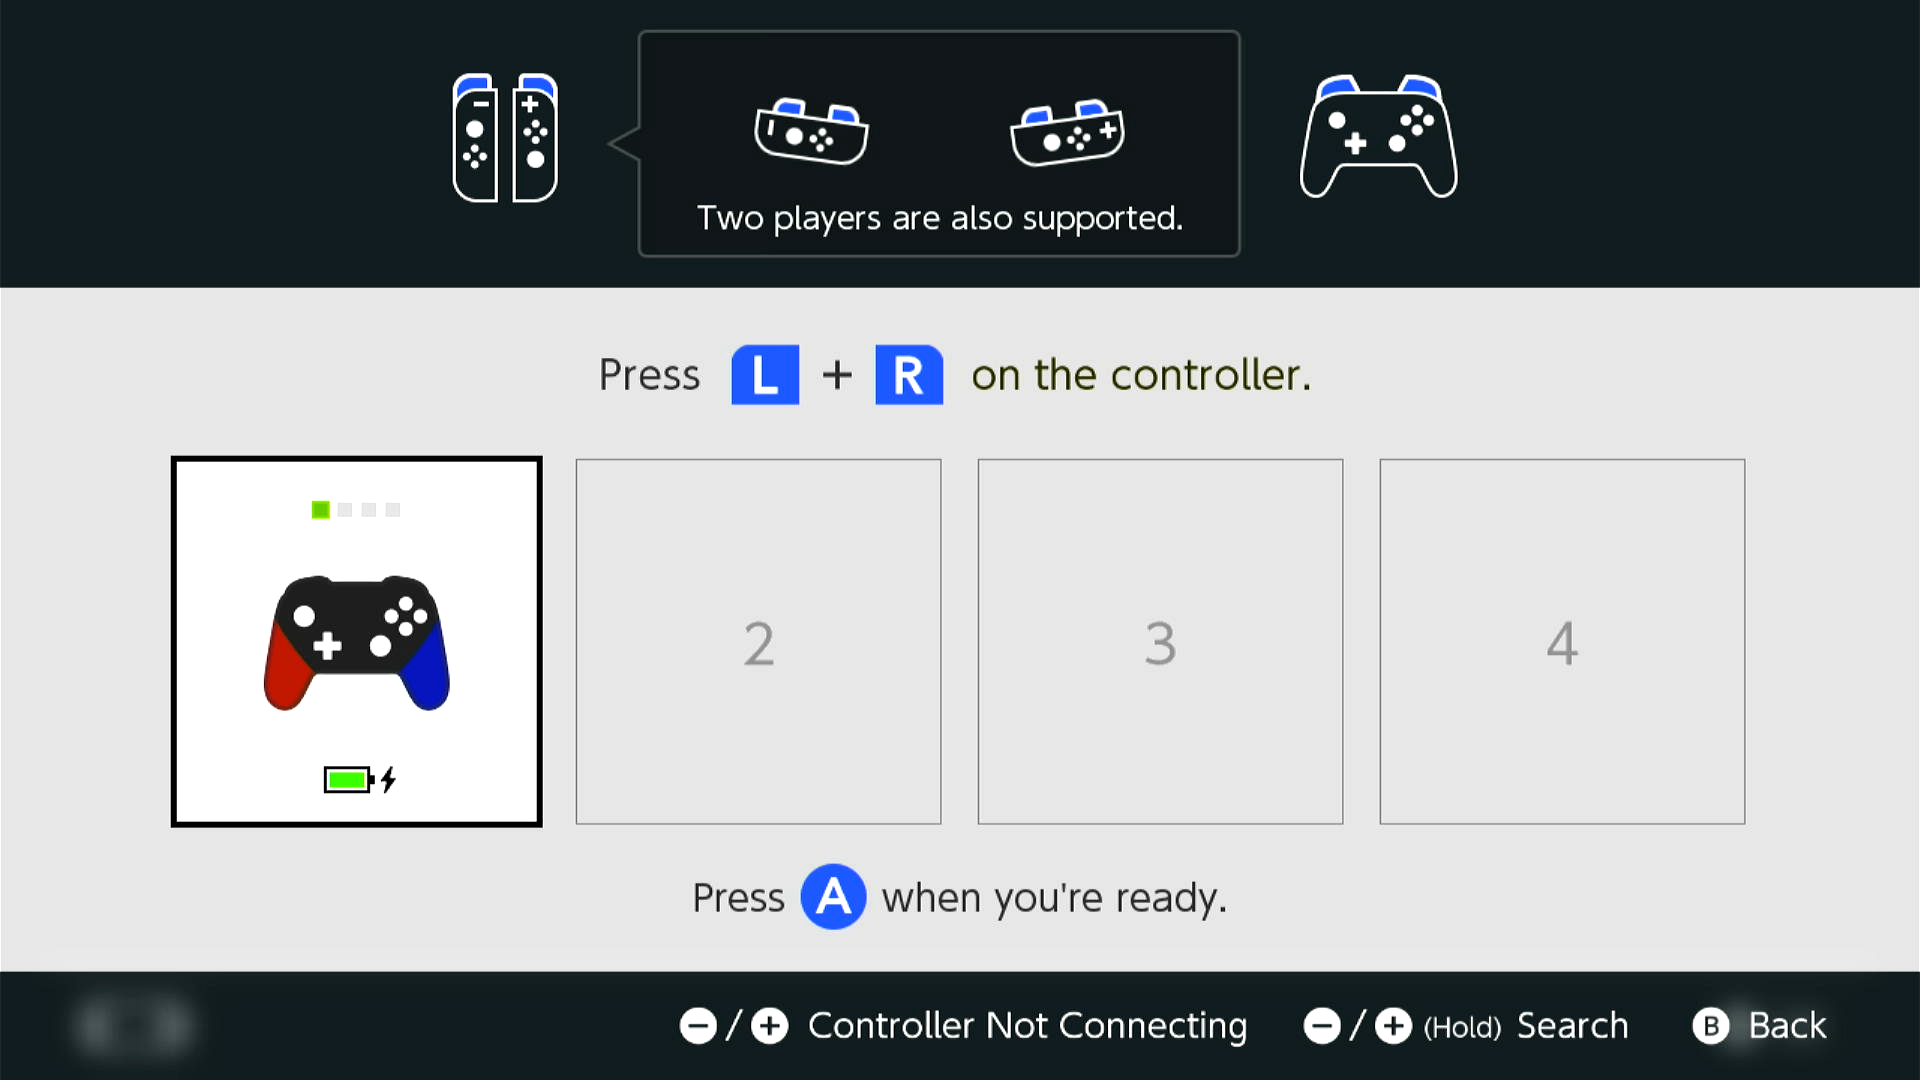 Two players are also supported.
Press L + R on the controller.
2
3
4
Press A when you're ready.
−/+ Controller Not Connecting −/+ (Hold) Search B Back